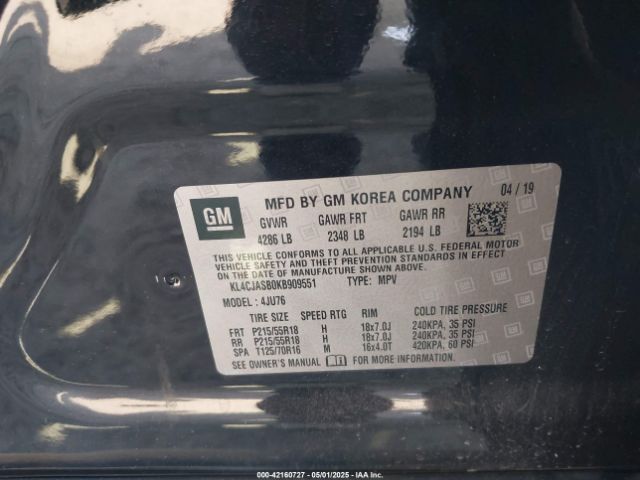 GM
MFD BY GM KOREA COMPANY 04 / 19
GVWR GAWR FRT GAWR RR
4286 LB 2348 LB 2194 LB
THIS VEHICLE CONFORMS TO ALL APPLICABLE U.S. FEDERAL MOTOR
VEHICLE SAFETY AND THEFT PREVENTION STANDARDS IN EFFECT
ON THE DATE OF MANUFACTURE SHOWN ABOVE.
KL4CJASB0KB909551 TYPE: MPV
MODEL: 4JU76
TIRE SIZE SPEED RTG RIM COLD TIRE PRESSURE
FRT P215/55R18 H 18x7.0J 240KPA, 35 PSI
RR P215/55R18 H 18x7.0J 240KPA, 35 PSI
SPA T125/70R16 M 16x4.0T 420KPA, 60 PSI
SEE OWNER'S MANUAL FOR MORE INFORMATION.
000-42160727 - 05/01/2025 - IAA Inc.